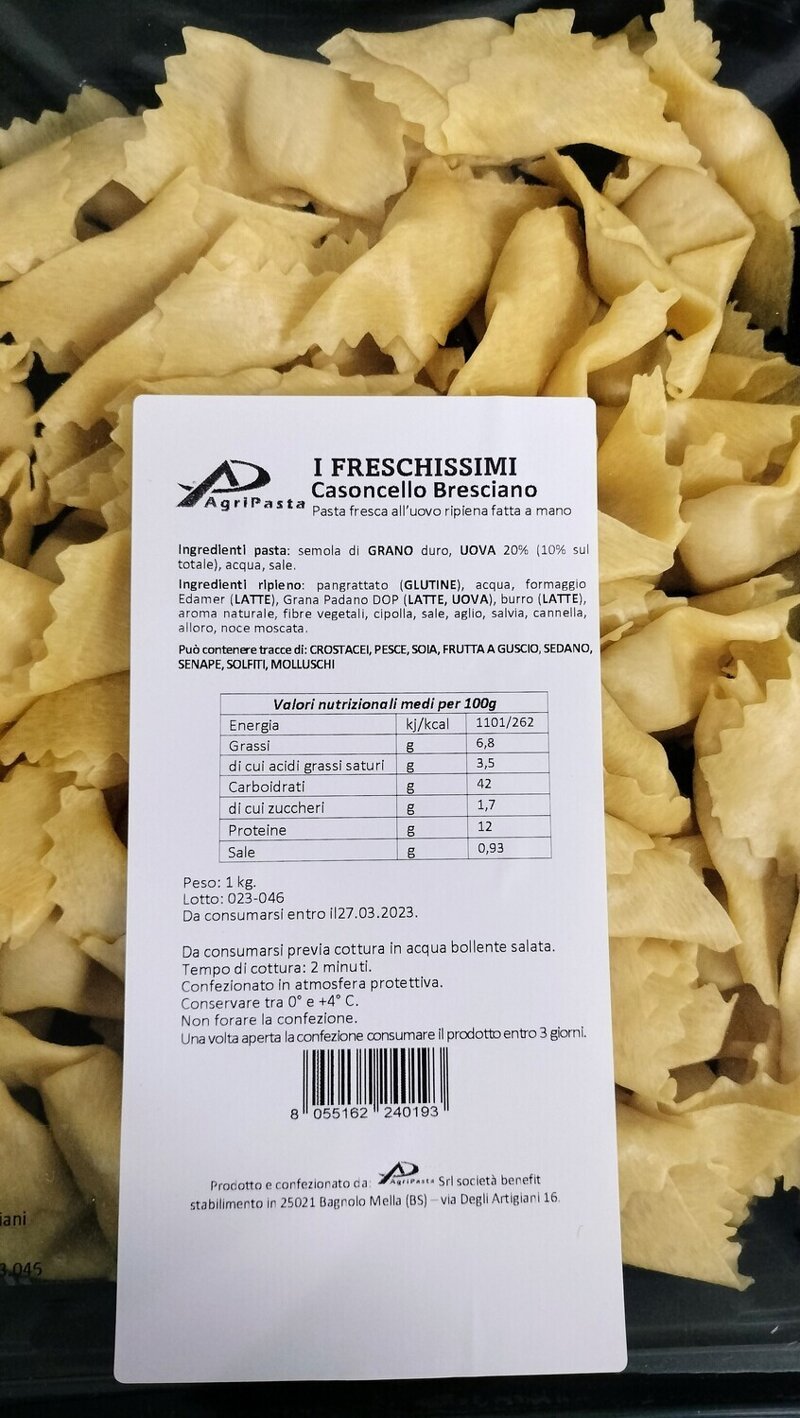 I FRESCHISSIMI
Casoncello Bresciano
AgriPasta
Pasta fresca all'uovo ripiena fatta a mano
Ingredienti pasta: semola di GRANO duro, UOVA 20% (10% sul
totale), acqua, sale.
Ingredienti ripieno: pangrattato (GLUTINE), acqua, formaggio
Edamer (LATTE), Grana Padano DOP (LATTE, UOVA), burro (LATTE),
aroma naturale, fibre vegetali, cipolla, sale, aglio, salvia, cannella,
alloro, noce moscata.
Può contenere tracce di: CROSTACEI, PESCE, SOIA, FRUTTA A GUSCIO, SEDANO,
SENAPE, SOLFITI, MOLLUSCHI
Valori nutrizionali medi per 100g
Energia kj/kcal 1101/262
Grassi g 6,8
di cui acidi grassi saturi g 3,5
Carboidrati g 42
di cui zuccheri g 1,7
Proteine g 12
Sale g 0,93
Peso: 1 kg.
Lotto: 023-046
Da consumarsi entro il27.03.2023.
Da consumarsi previa cottura in acqua bollente salata.
Tempo di cottura: 2 minuti.
Confezionato in atmosfera protettiva.
Conservare tra 0° e +4° C.
Non forare la confezione.
Una volta aperta la confezione consumare il prodotto entro 3 giorni.
8 055162 240193
Prodotto e confezionato da: AgriPasta Srl società benefit
stabilimento in 25021 Bagnolo Mella (BS) – via Degli Artigiani 16.
iani